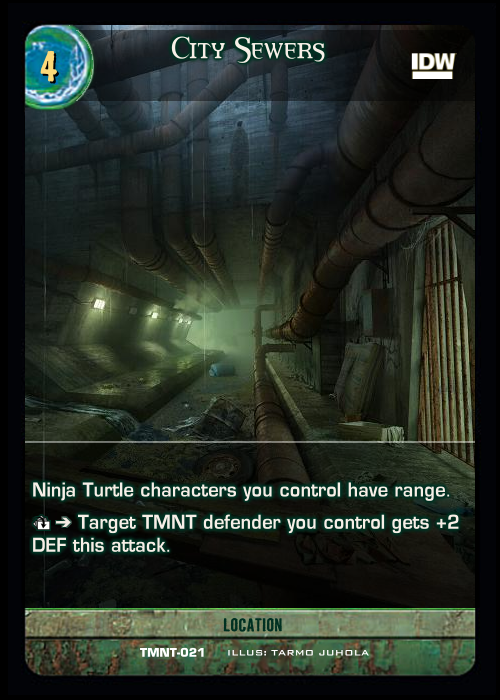 4
City Sewers
IDW
Ninja Turtle characters you control have range.
➔ Target TMNT defender you control gets +2
DEF this attack.
LOCATION
TMNT-021 ILLUS: TARMO JUHOLA